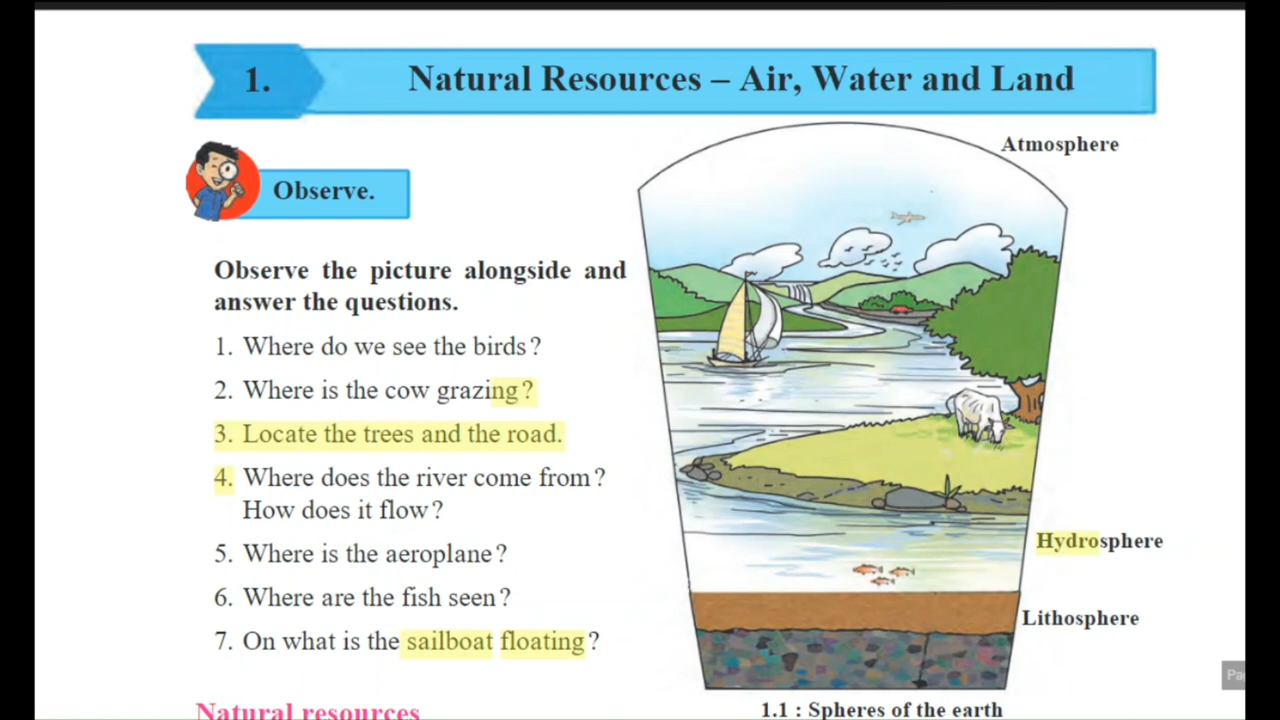 1.
Natural Resources – Air, Water and Land
Observe.
Observe the picture alongside and
answer the questions.
1. Where do we see the birds?
2. Where is the cow grazing?
3. Locate the trees and the road.
4. Where does the river come from?
How does it flow?
5. Where is the aeroplane?
6. Where are the fish seen?
7. On what is the sailboat floating?
Natural resources
Atmosphere
Hydrosphere
Lithosphere
1.1 : Spheres of the earth